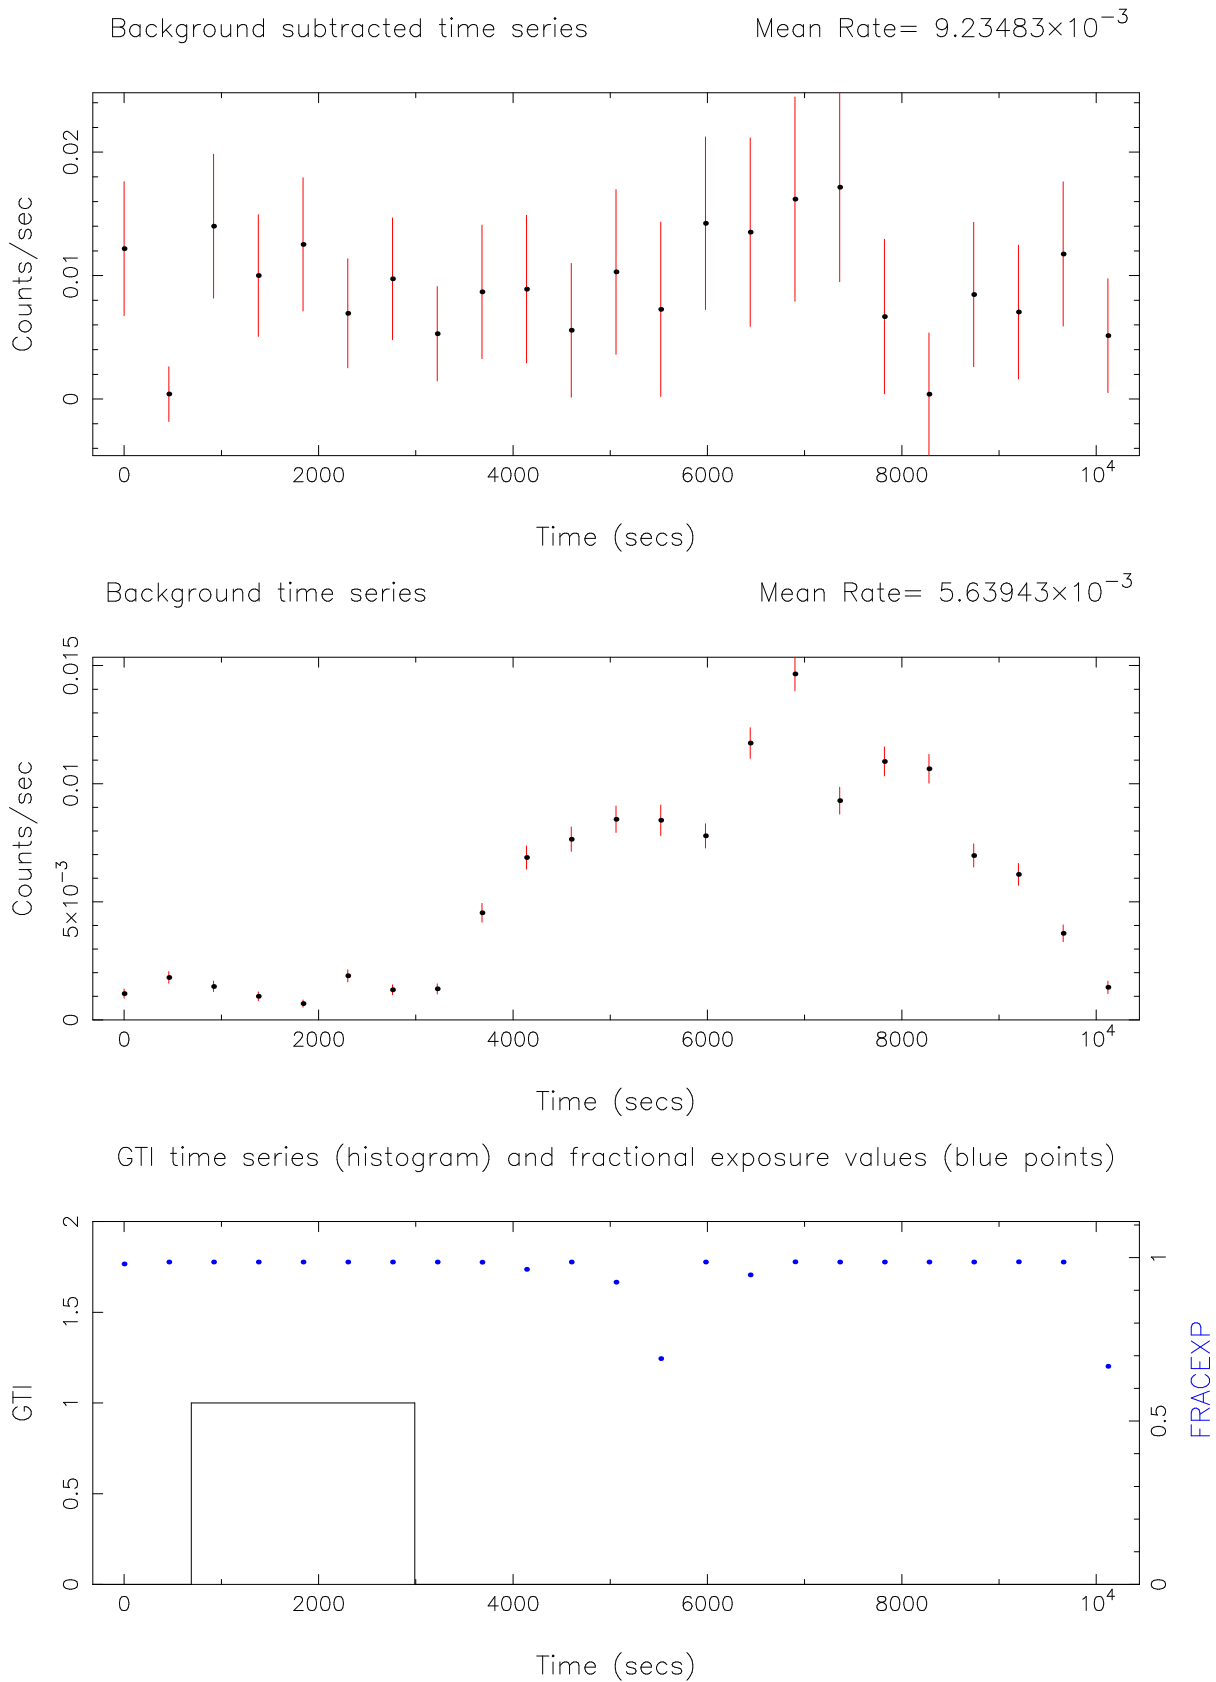 Background subtracted time series Mean Rate= 9.23483×10⁻³
0.02
0.01
0
Counts/sec
0 2000 4000 6000 8000 10⁴
Time (secs)
Background time series Mean Rate= 5.63943×10⁻³
0.015
0.01
5×10⁻³
0
Counts/sec
0 2000 4000 6000 8000 10⁴
Time (secs)
GTI time series (histogram) and fractional exposure values (blue points)
2
1.5
1
0.5
0
GTI
1
0.5
0
FRACEXP
0 2000 4000 6000 8000 10⁴
Time (secs)